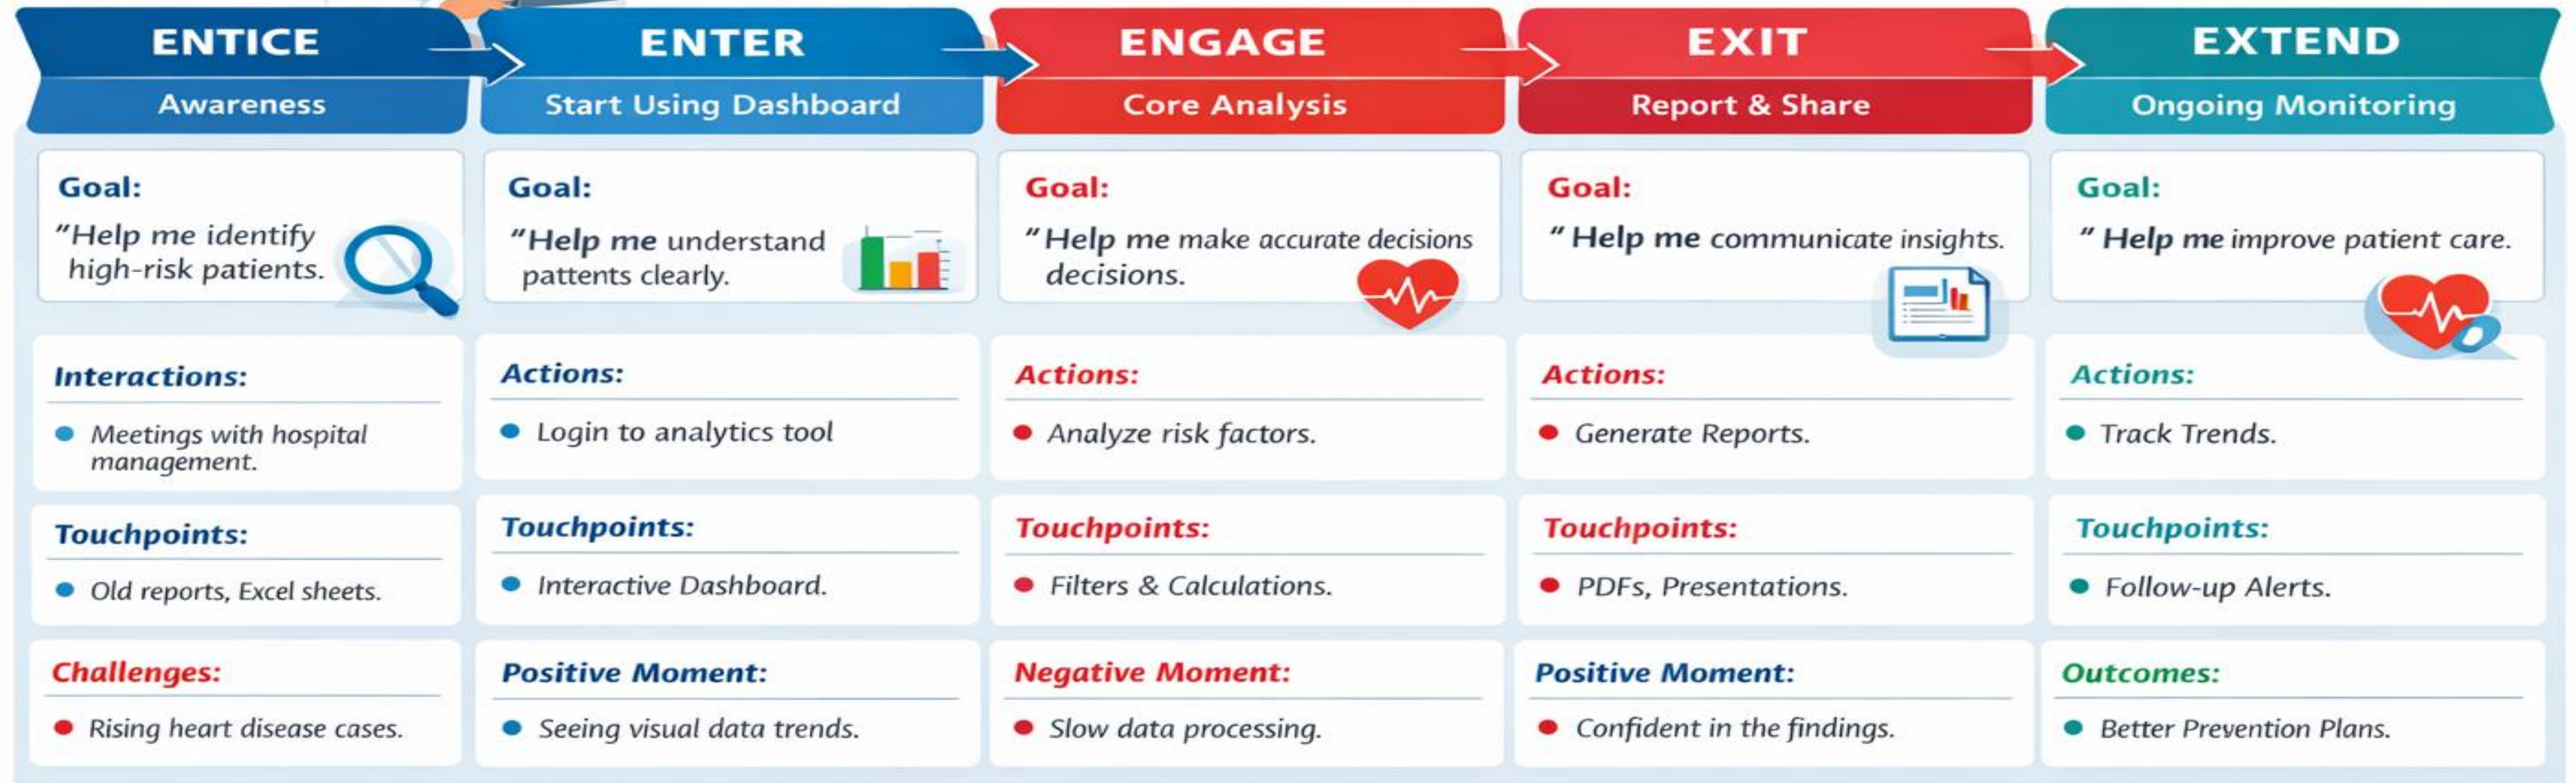 ENTICE
Awareness
Goal:
"Help me identify
high-risk patients.
Interactions:
• Meetings with hospital
management.
Touchpoints:
• Old reports, Excel sheets.
Challenges:
• Rising heart disease cases.
ENTER
Start Using Dashboard
Goal:
"Help me understand
pattents clearly.
Actions:
• Login to analytics tool
Touchpoints:
• Interactive Dashboard.
Positive Moment:
• Seeing visual data trends.
ENGAGE
Core Analysis
Goal:
"Help me make accurate decisions
decisions.
Actions:
• Analyze risk factors.
Touchpoints:
• Filters & Calculations.
Negative Moment:
• Slow data processing.
EXIT
Report & Share
Goal:
"Help me communicate insights.
Actions:
• Generate Reports.
Touchpoints:
• PDFs, Presentations.
Positive Moment:
• Confident in the findings.
EXTEND
Ongoing Monitoring
Goal:
"Help me improve patient care.
Actions:
• Track Trends.
Touchpoints:
• Follow-up Alerts.
Outcomes:
• Better Prevention Plans.